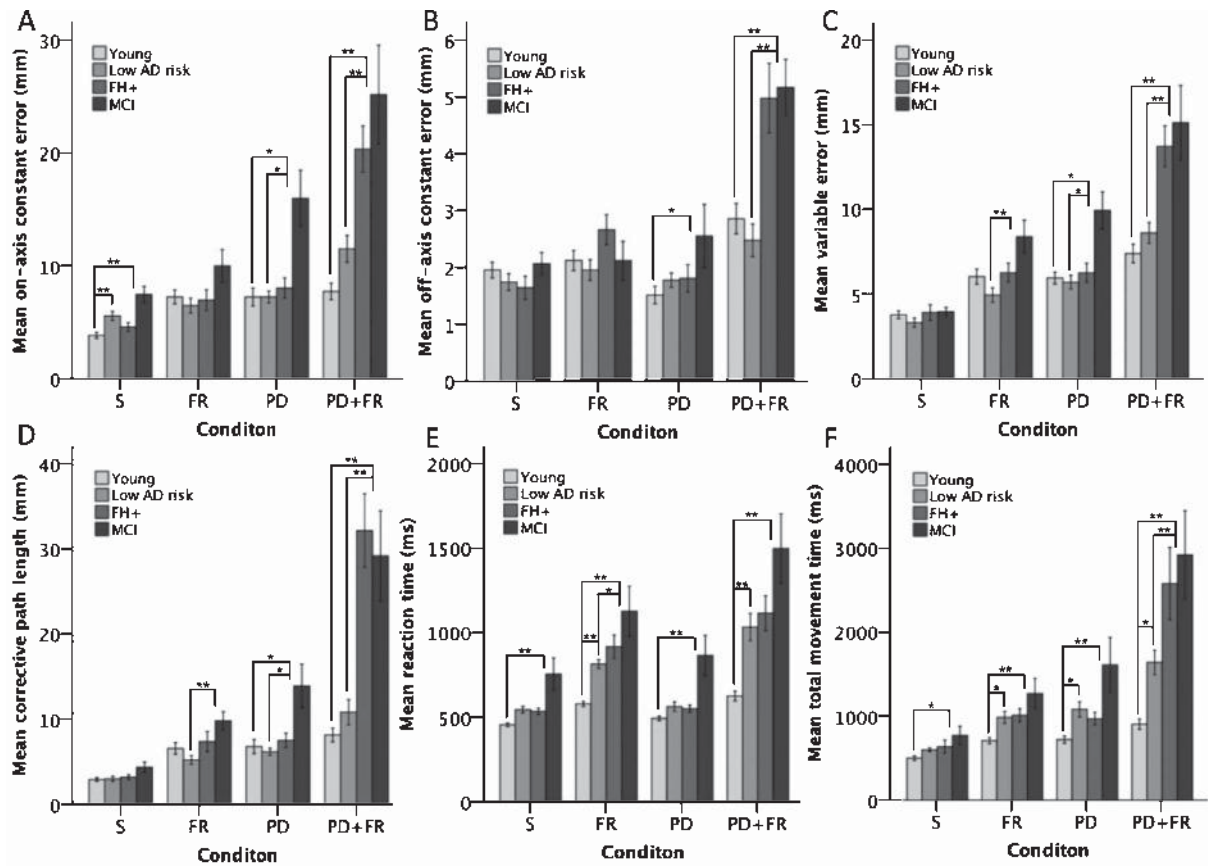 A
Mean on-axis constant error (mm)
30
20
10
0
Young
Low AD risk
FH+
MCI
**
**
*
*
**
**
S FR PD PD+FR
Conditon
B
Mean off-axis constant error (mm)
6
5
4
3
2
1
0
Young
Low AD risk
FH+
MCI
*
**
**
S FR PD PD+FR
Conditon
C
Mean variable error (mm)
20
15
10
5
0
Young
Low AD risk
FH+
MCI
**
*
*
**
**
S FR PD PD+FR
Conditon
D
Mean corrective path length (mm)
40
30
20
10
0
Young
Low AD risk
FH+
MCI
**
*
*
**
**
S FR PD PD+FR
Conditon
E
Mean reaction time (ms)
2000
1500
1000
500
0
Young
Low AD risk
FH+
MCI
**
**
*
**
**
**
**
S FR PD PD+FR
Conditon
F
Mean total movement time (ms)
4000
3000
2000
1000
0
Young
Low AD risk
FH+
MCI
*
**
*
**
*
**
**
*
S FR PD PD+FR
Conditon